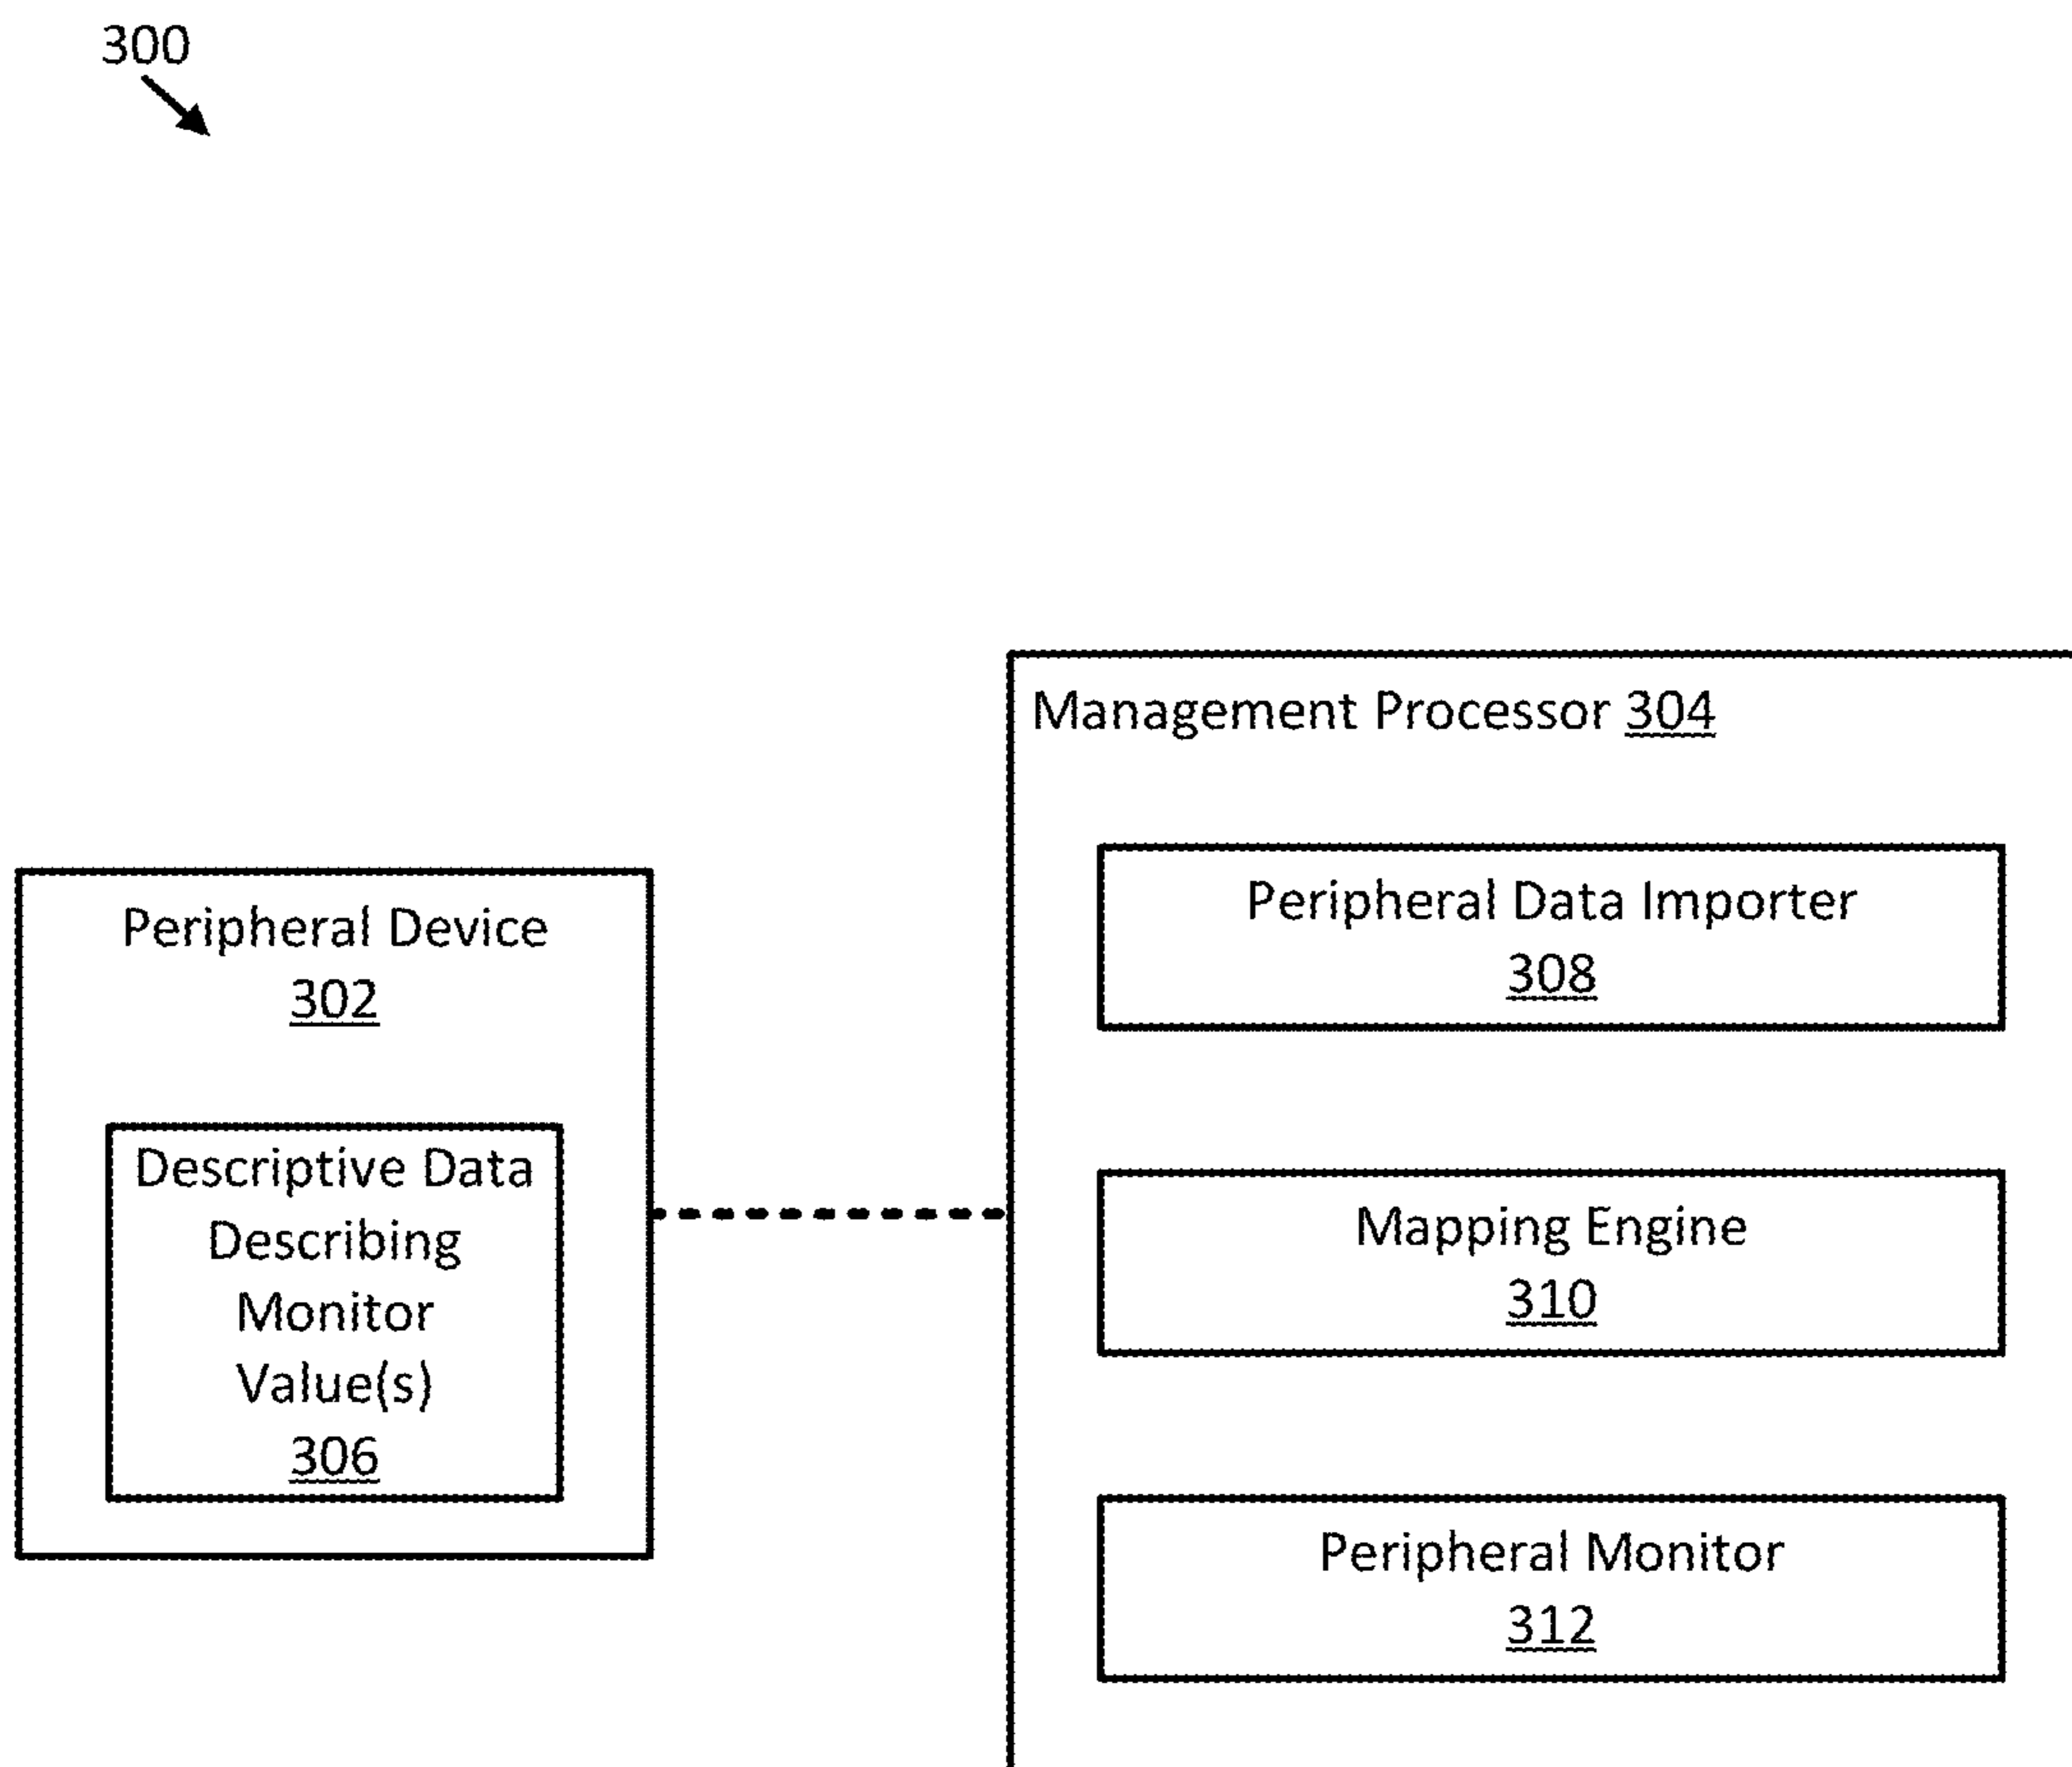 300
Management Processor 304
Peripheral Data Importer
308
Peripheral Device
302
Descriptive Data
Describing
Monitor
Value(s)
306
Mapping Engine
310
Peripheral Monitor
312